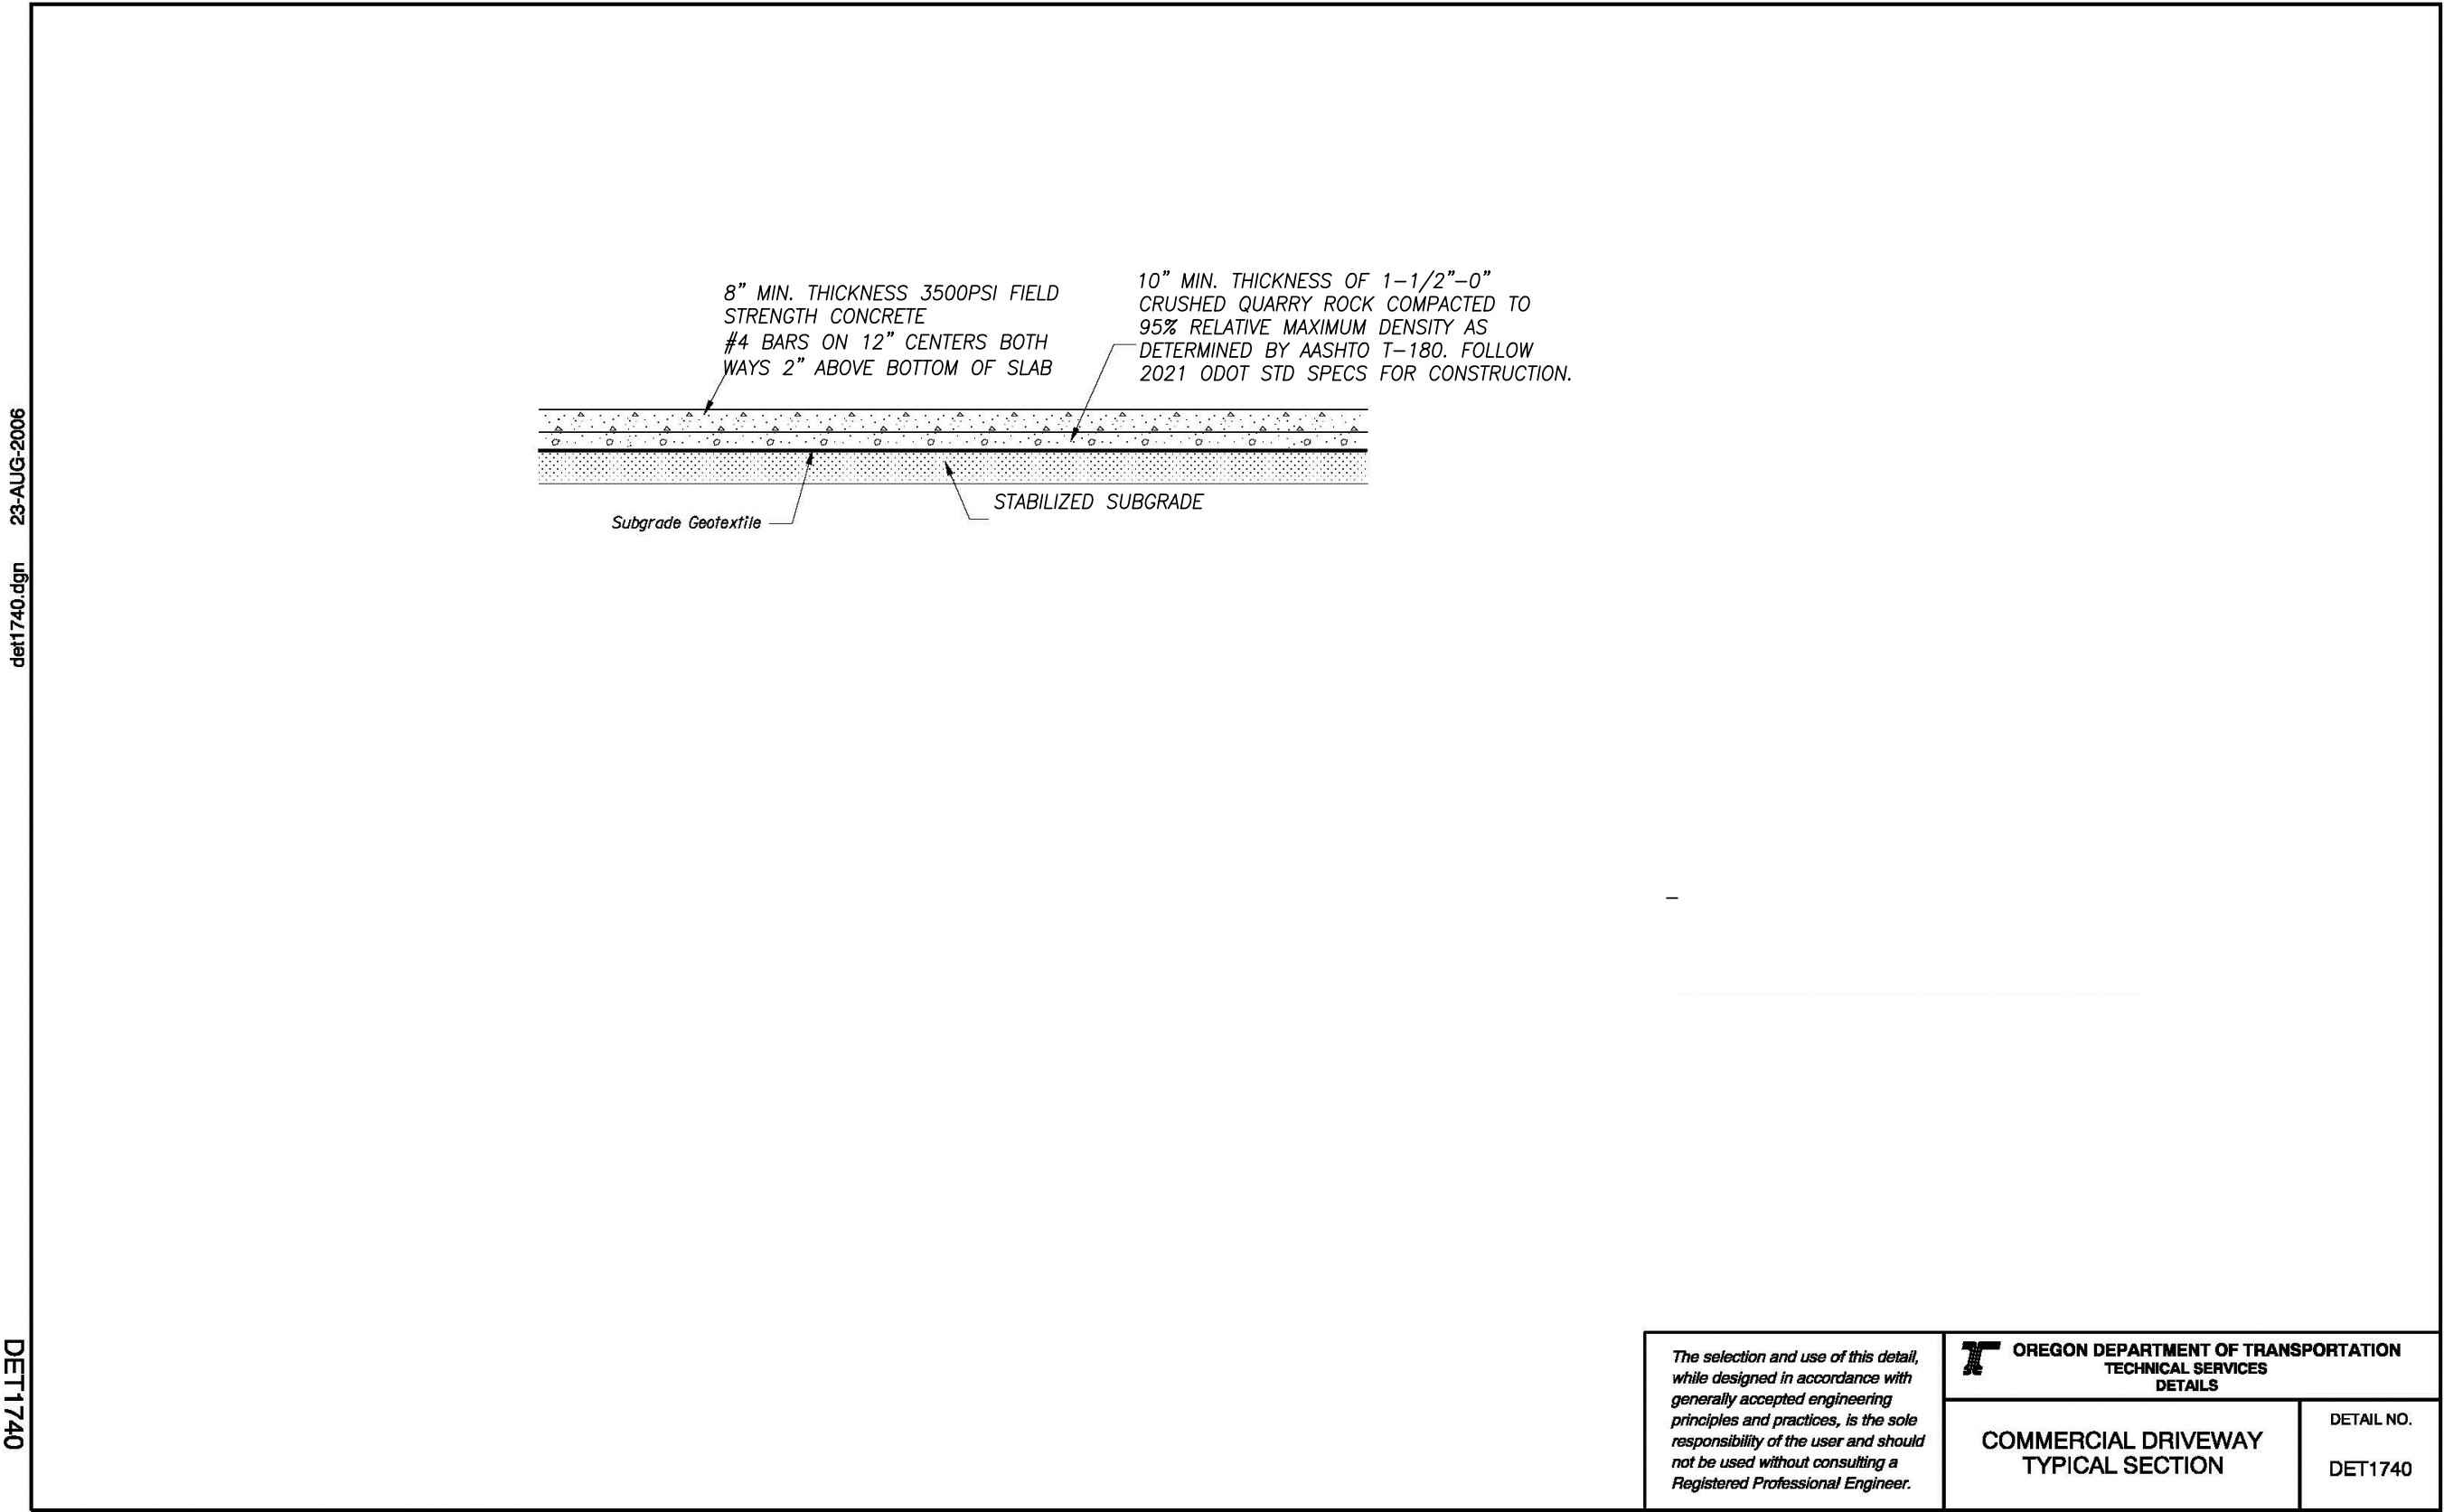 8" MIN. THICKNESS 3500PSI FIELD
STRENGTH CONCRETE
#4 BARS ON 12" CENTERS BOTH
WAYS 2" ABOVE BOTTOM OF SLAB
10" MIN. THICKNESS OF 1-1/2"-0"
CRUSHED QUARRY ROCK COMPACTED TO
95% RELATIVE MAXIMUM DENSITY AS
DETERMINED BY AASHTO T-180. FOLLOW
2021 ODOT STD SPECS FOR CONSTRUCTION.
STABILIZED SUBGRADE
Subgrade Geotextile
det1740.dgn 23-AUG-2006
DET1740
The selection and use of this detail,
while designed in accordance with
generally accepted engineering
principles and practices, is the sole
responsibility of the user and should
not be used without consulting a
Registered Professional Engineer.
OREGON DEPARTMENT OF TRANSPORTATION
TECHNICAL SERVICES
DETAILS
COMMERCIAL DRIVEWAY
TYPICAL SECTION
DETAIL NO.
DET1740